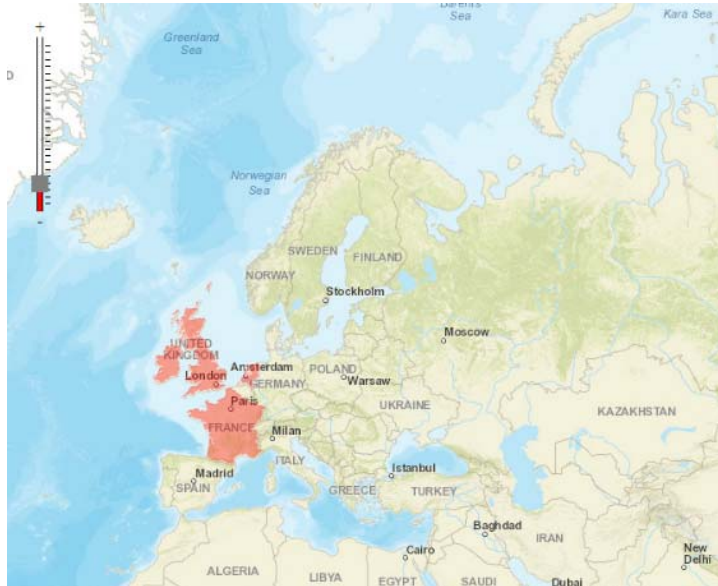 Barents
Sea
Kara Sea
Greenland
Sea
D
Norwegian
Sea
SWEDEN
FINLAND
NORWAY
Stockholm
Moscow
UNITED
KINGDOM
Amsterdam
London
POLAND
GERMANY
Warsaw
Paris
UKRAINE
KAZAKHSTAN
FRANCE
Milan
ITALY
Madrid
Istanbul
SPAIN
GREECE
TURKEY
Baghdad
IRAN
Cairo
New
Delhi
ALGERIA
LIBYA
EGYPT
SAUDI
Dubai